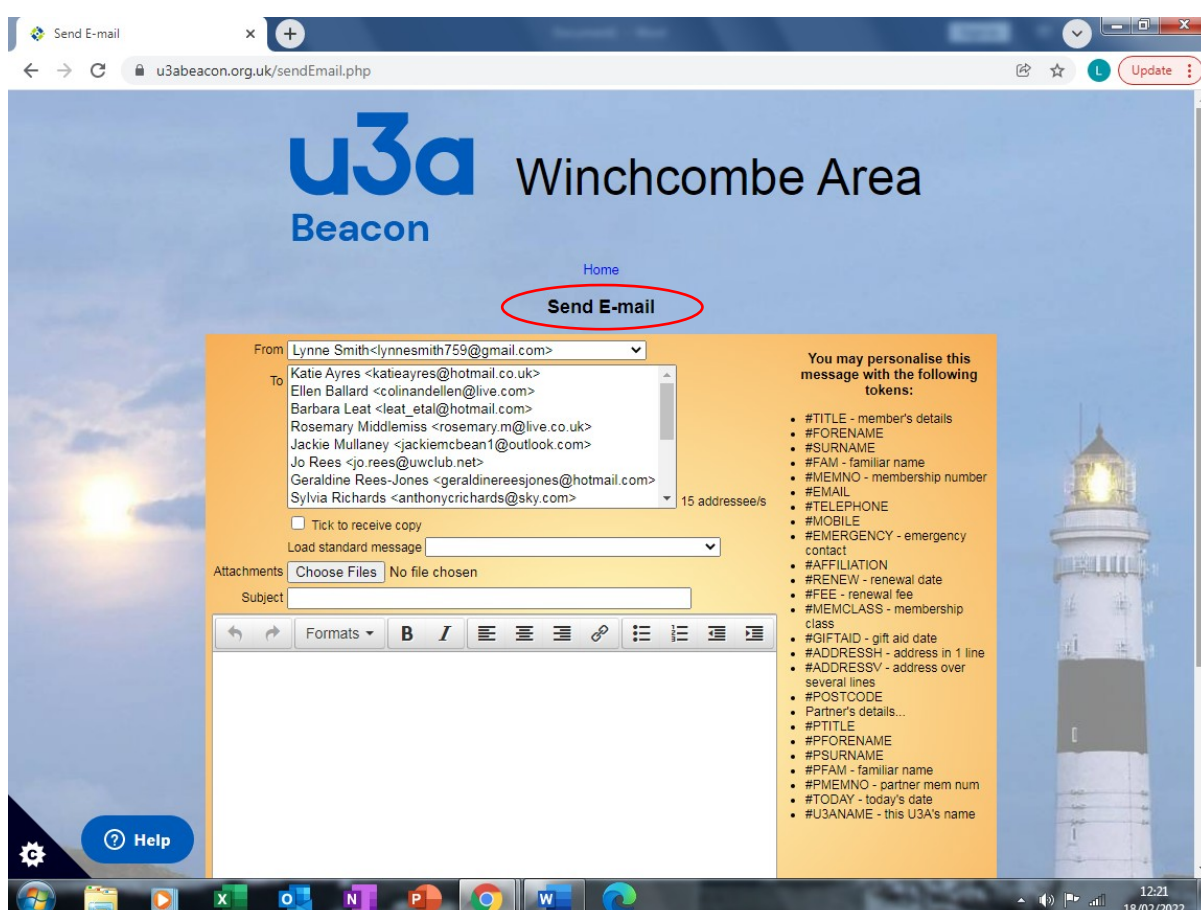 Send E-mail
u3abeacon.org.uk/sendEmail.php
L
Update
u3a
Beacon
Winchcombe Area
Home
Send E-mail
From Lynne Smith<lynnesmith759@gmail.com>
To
Katie Ayres <katieayres@hotmail.co.uk>
Ellen Ballard <colinandellen@live.com>
Barbara Leat <leat_etal@hotmail.com>
Rosemary Middlemiss <rosemary.m@live.co.uk>
Jackie Mullaney <jackiemcbean1@outlook.com>
Jo Rees <jo.rees@uwclub.net>
Geraldine Rees-Jones <geraldinereesjones@hotmail.com>
Sylvia Richards <anthonycrichards@sky.com>
15 addressee/s
Tick to receive copy
Load standard message
Attachments Choose Files No file chosen
Subject
Formats B I
You may personalise this
message with the following
tokens:
#TITLE - member's details
#FORENAME
#SURNAME
#FAM - familiar name
#MEMNO - membership number
#EMAIL
#TELEPHONE
#MOBILE
#EMERGENCY - emergency
contact
#AFFILIATION
#RENEW - renewal date
#FEE - renewal fee
#MEMCLASS - membership
class
#GIFTAID - gift aid date
#ADDRESSH - address in 1 line
#ADDRESSV - address over
several lines
#POSTCODE
Partner's details...
#PTITLE
#PFORENAME
#PSURNAME
#PFAM - familiar name
#PMEMNO - partner mem num
#TODAY - today's date
#U3ANAME - this U3A's name
Help
12:21
18/02/2022